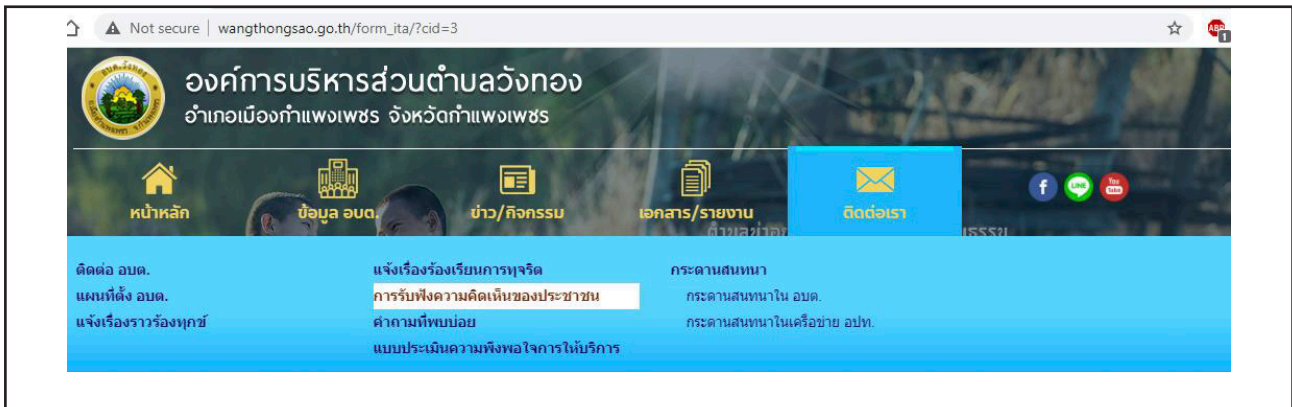 Not secure | wangthongsao.go.th/form_ita/?cid=3
ABP
1
องค์การบริหารส่วนตำบลวังทอง
อำเภอเมืองกำแพงเพชร จังหวัดกำแพงเพชร
หน้าหลัก
ข้อมูล อบต.
ข่าว/กิจกรรม
เอกสาร/รายงาน
ติดต่อเรา
f
LINE
You Tube
ติดต่อ อบต.
แผนที่ตั้ง อบต.
แจ้งเรื่องราวร้องทุกข์
แจ้งเรื่องร้องเรียนการทุจริต
การรับฟังความคิดเห็นของประชาชน
คำถามที่พบบ่อย
แบบประเมินความพึงพอใจการให้บริการ
กระดานสนทนา
กระดานสนทนาใน อบต.
กระดานสนทนาในเครือข่าย อปท.